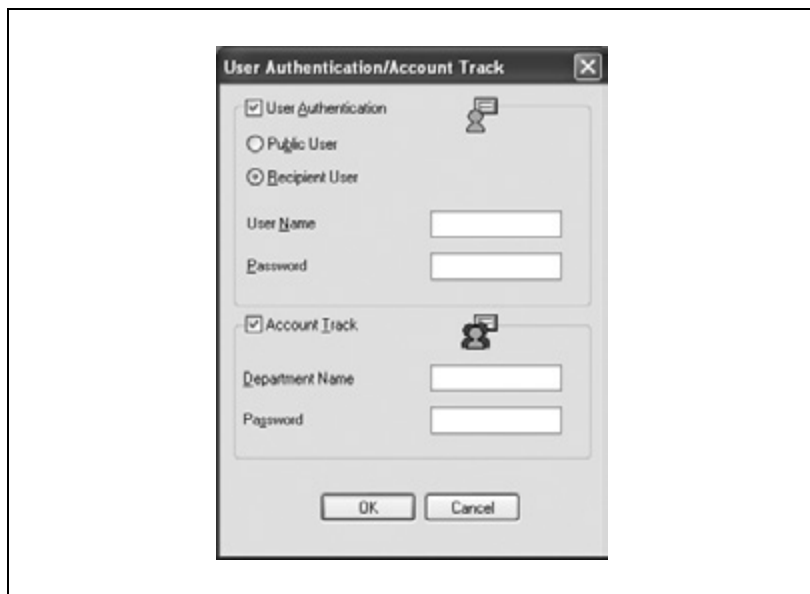 User Authentication/Account Track
User Authentication
Public User
Recipient User
User Name
Password
Account Track
Department Name
Password
OK
Cancel